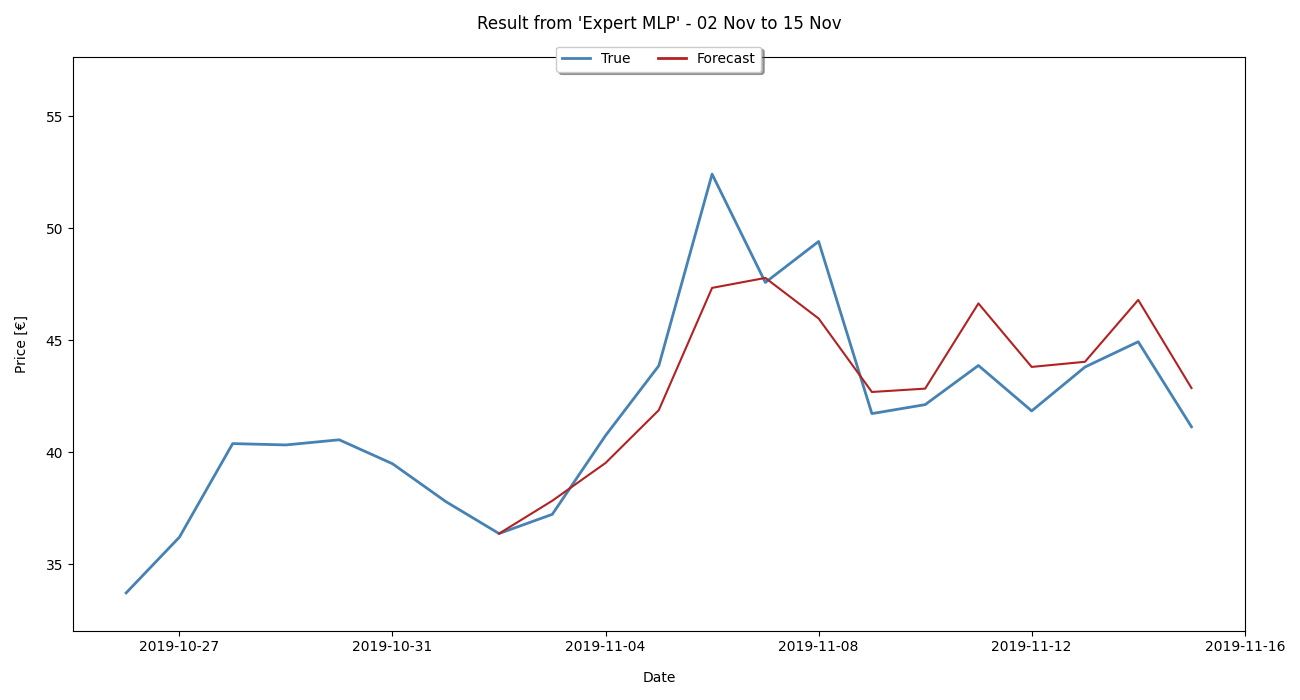 Result from 'Expert MLP' - 02 Nov to 15 Nov
True Forecast
55
50
45
40
35
Price [€]
2019-10-27 2019-10-31 2019-11-04 2019-11-08 2019-11-12 2019-11-16
Date